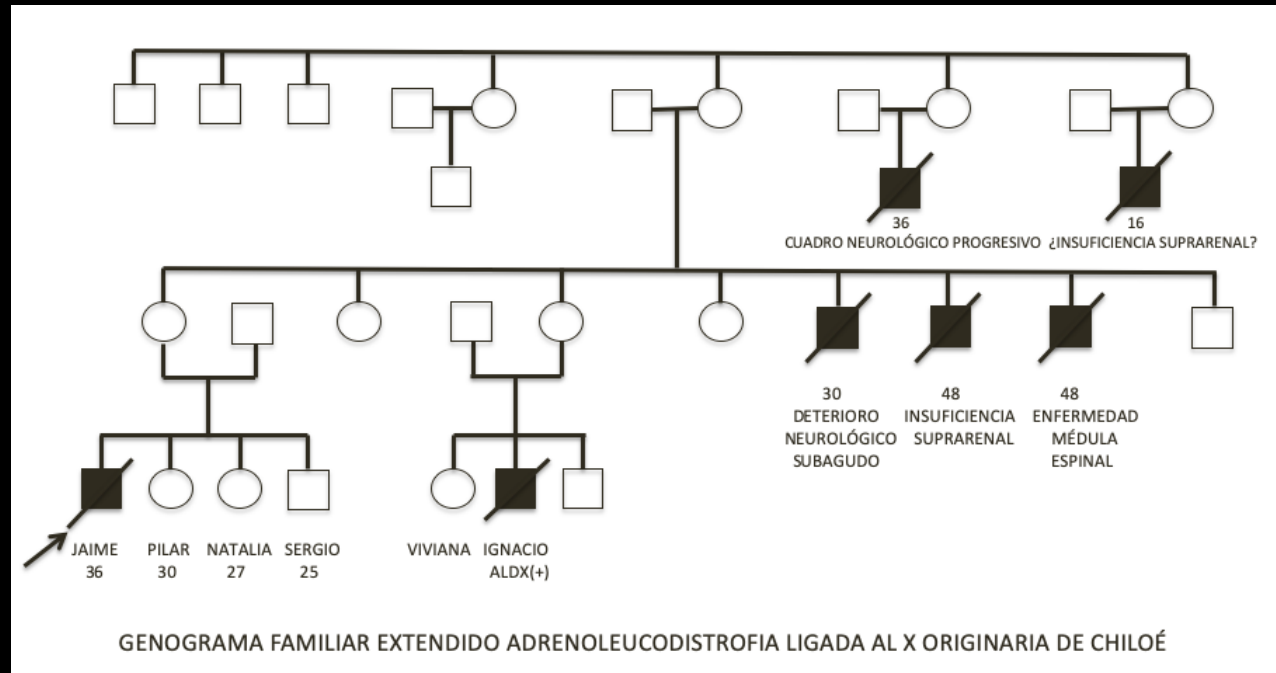 36
CUADRO NEUROLÓGICO PROGRESIVO
16
¿INSUFICIENCIA SUPRARENAL?
30
DETERIORO
NEUROLÓGICO
SUBAGUDO
48
INSUFICIENCIA
SUPRARENAL
48
ENFERMEDAD
MÉDULA
ESPINAL
JAIME
36
PILAR
30
NATALIA
27
SERGIO
25
VIVIANA
IGNACIO
ALDX(+)
GENOGRAMA FAMILIAR EXTENDIDO ADRENOLEUCODISTROFIA LIGADA AL X ORIGINARIA DE CHILOÉ